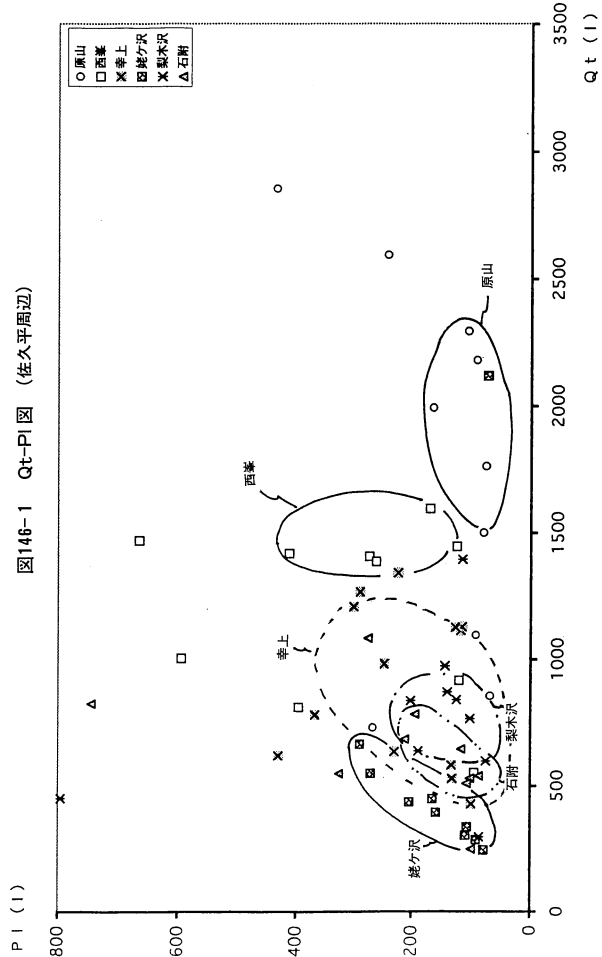 図146-1 Qt-Pl図 (佐久平周辺)
Pl (I)
800
600
400
200
0
0
500
1000
1500
2000
2500
3000
3500
Qt (I)
○原山
□西峯
幸上
姥ケ沢
梨木沢
△石附
西峯
原山
幸上
姥ケ沢
石附
梨木沢